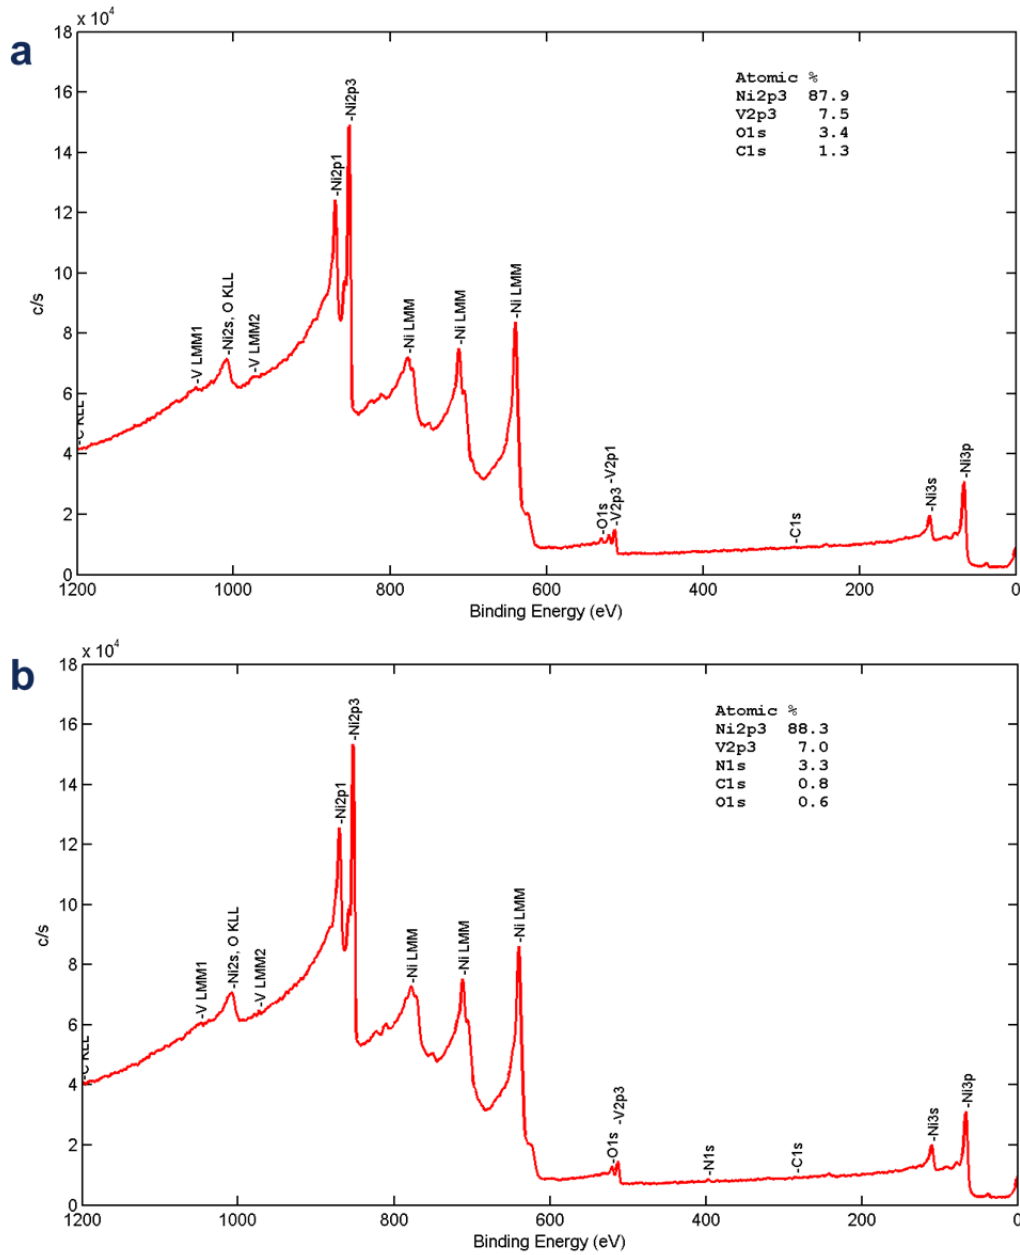 a
x 10⁴
18
16
14
12
10
8
6
4
2
0
c/s
-C KLL
-V LMM1
-Ni2s, O KLL
-V LMM2
-Ni2p1
-Ni2p3
-Ni LMM
-Ni LMM
-Ni LMM
-O1s
-V2p1
-V2p3
-C1s
-Ni3s
-Ni3p
Atomic %
Ni2p3 87.9
V2p3 7.5
O1s 3.4
C1s 1.3
1200 1000 800 600 400 200 0
Binding Energy (eV)
b
x 10⁴
18
16
14
12
10
8
6
4
2
0
c/s
-C KLL
-V LMM1
-Ni2s, O KLL
-V LMM2
-Ni2p1
-Ni2p3
-Ni LMM
-Ni LMM
-Ni LMM
-O1s
-V2p3
-N1s
-C1s
-Ni3s
-Ni3p
Atomic %
Ni2p3 88.3
V2p3 7.0
N1s 3.3
C1s 0.8
O1s 0.6
1200 1000 800 600 400 200 0
Binding Energy (eV)